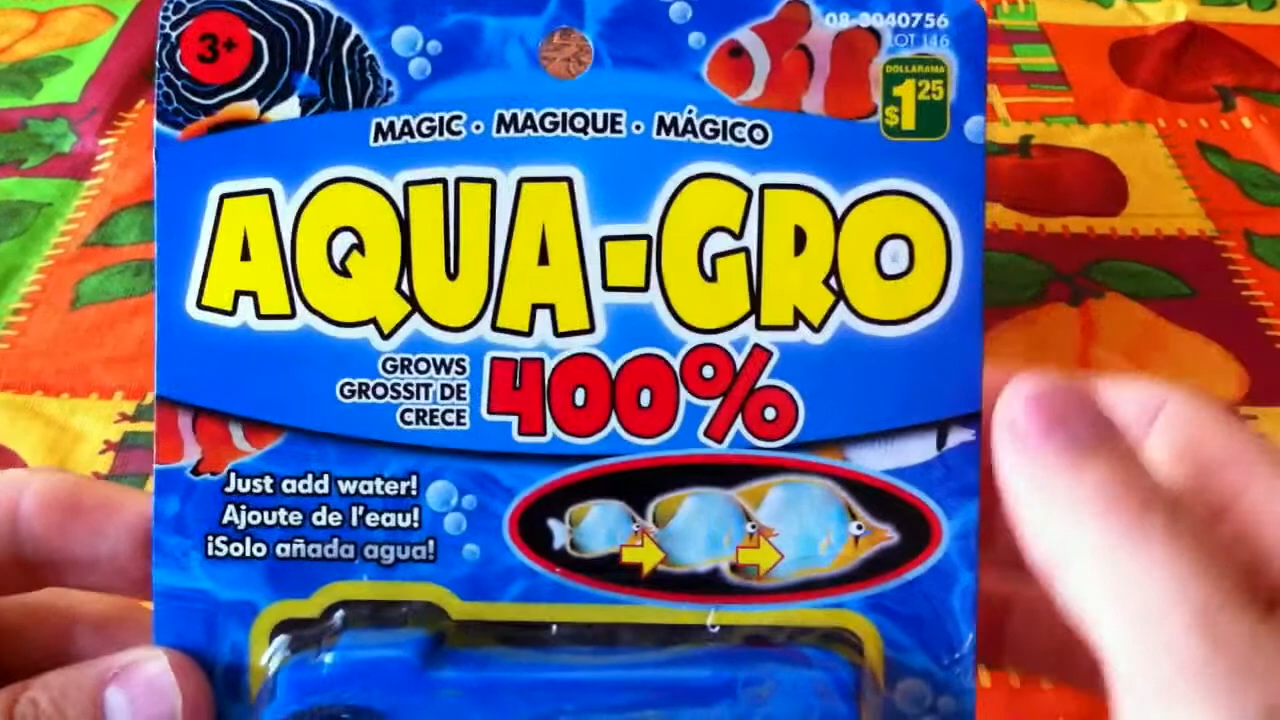 3+
08-3040756
LOT 146
DOLLARAMA
$1.25
MAGIC · MAGIQUE · MÁGICO
AQUA-GRO
GROWS
GROSSIT DE
CRECE
400%
Just add water!
Ajoute de l'eau!
¡Solo añada agua!